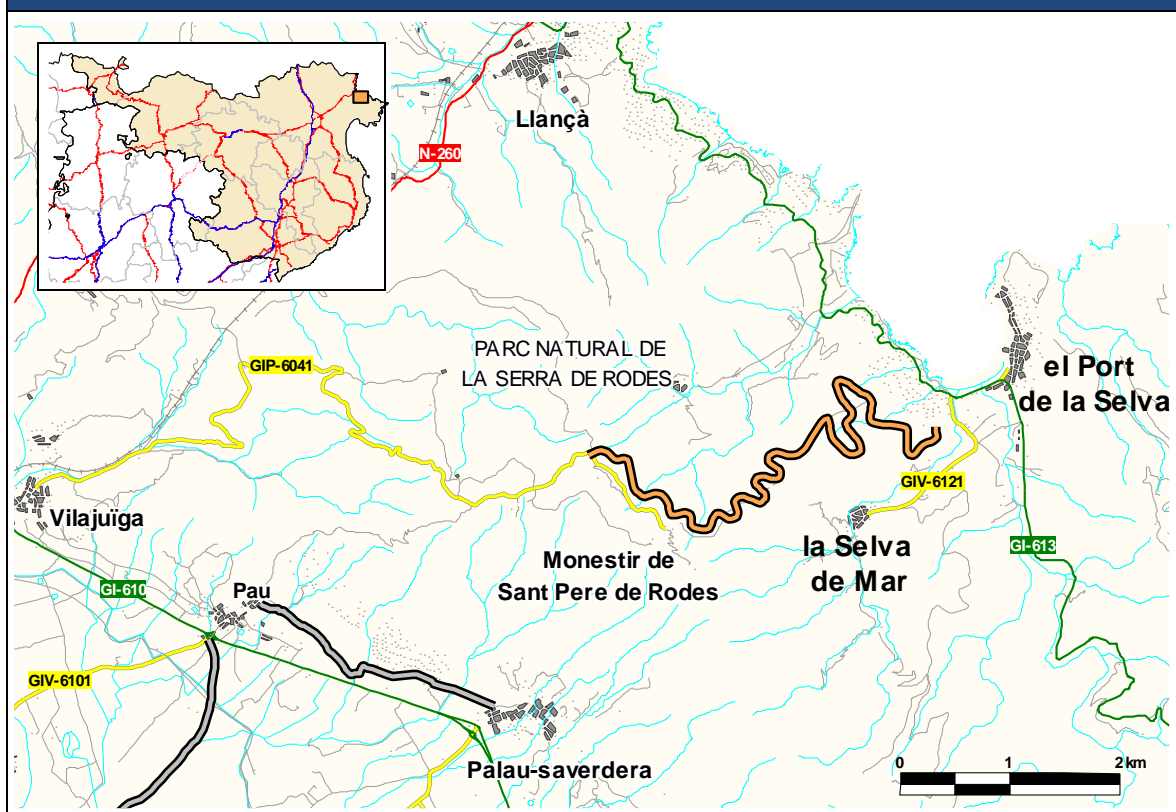 Llançà
N-260
PARC NATURAL DE
LA SERRA DE RODES
GIP-6041
el Port
de la Selva
GIV-6121
Vilajuïga
la Selva
de Mar
Monestir de
Sant Pere de Rodes
GI-613
GI-610
Pau
GIV-6101
Palau-saverdera
0 1 2 km